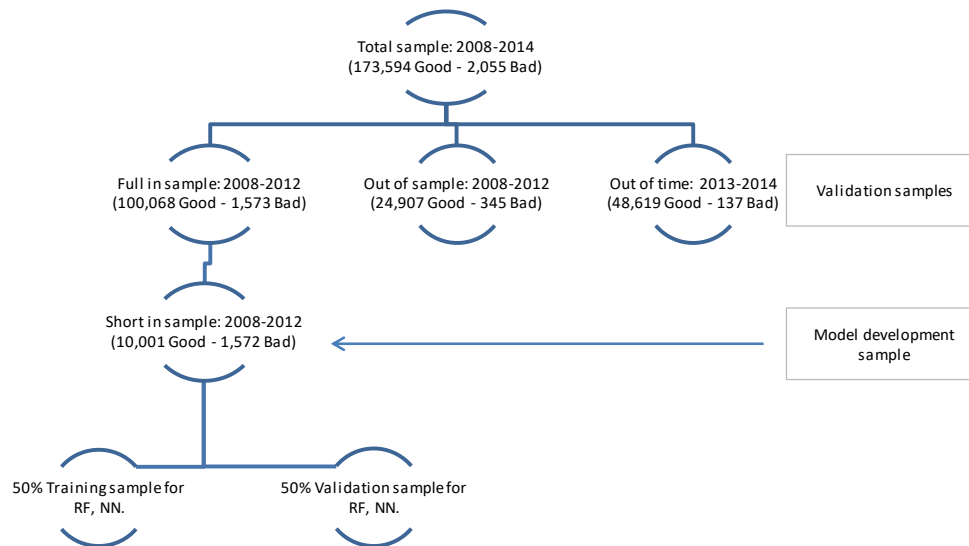 Total sample: 2008-2014
(173,594 Good - 2,055 Bad)
Full in sample: 2008-2012
(100,068 Good - 1,573 Bad)
Out of sample: 2008-2012
(24,907 Good - 345 Bad)
Out of time: 2013-2014
(48,619 Good - 137 Bad)
Validation samples
Short in sample: 2008-2012
(10,001 Good - 1,572 Bad)
Model development
sample
50% Training sample for
RF, NN.
50% Validation sample for
RF, NN.